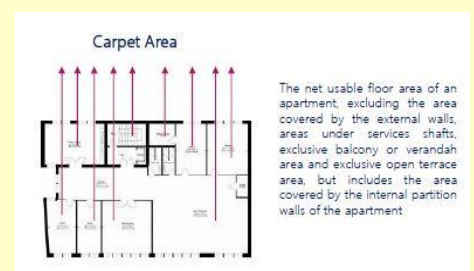 Carpet Area
The net usable floor area of an
apartment, excluding the area
covered by the external walls,
areas under services shafts,
exclusive balcony or verandah
area and exclusive open terrace
area, but includes the area
covered by the internal partition
walls of the apartment